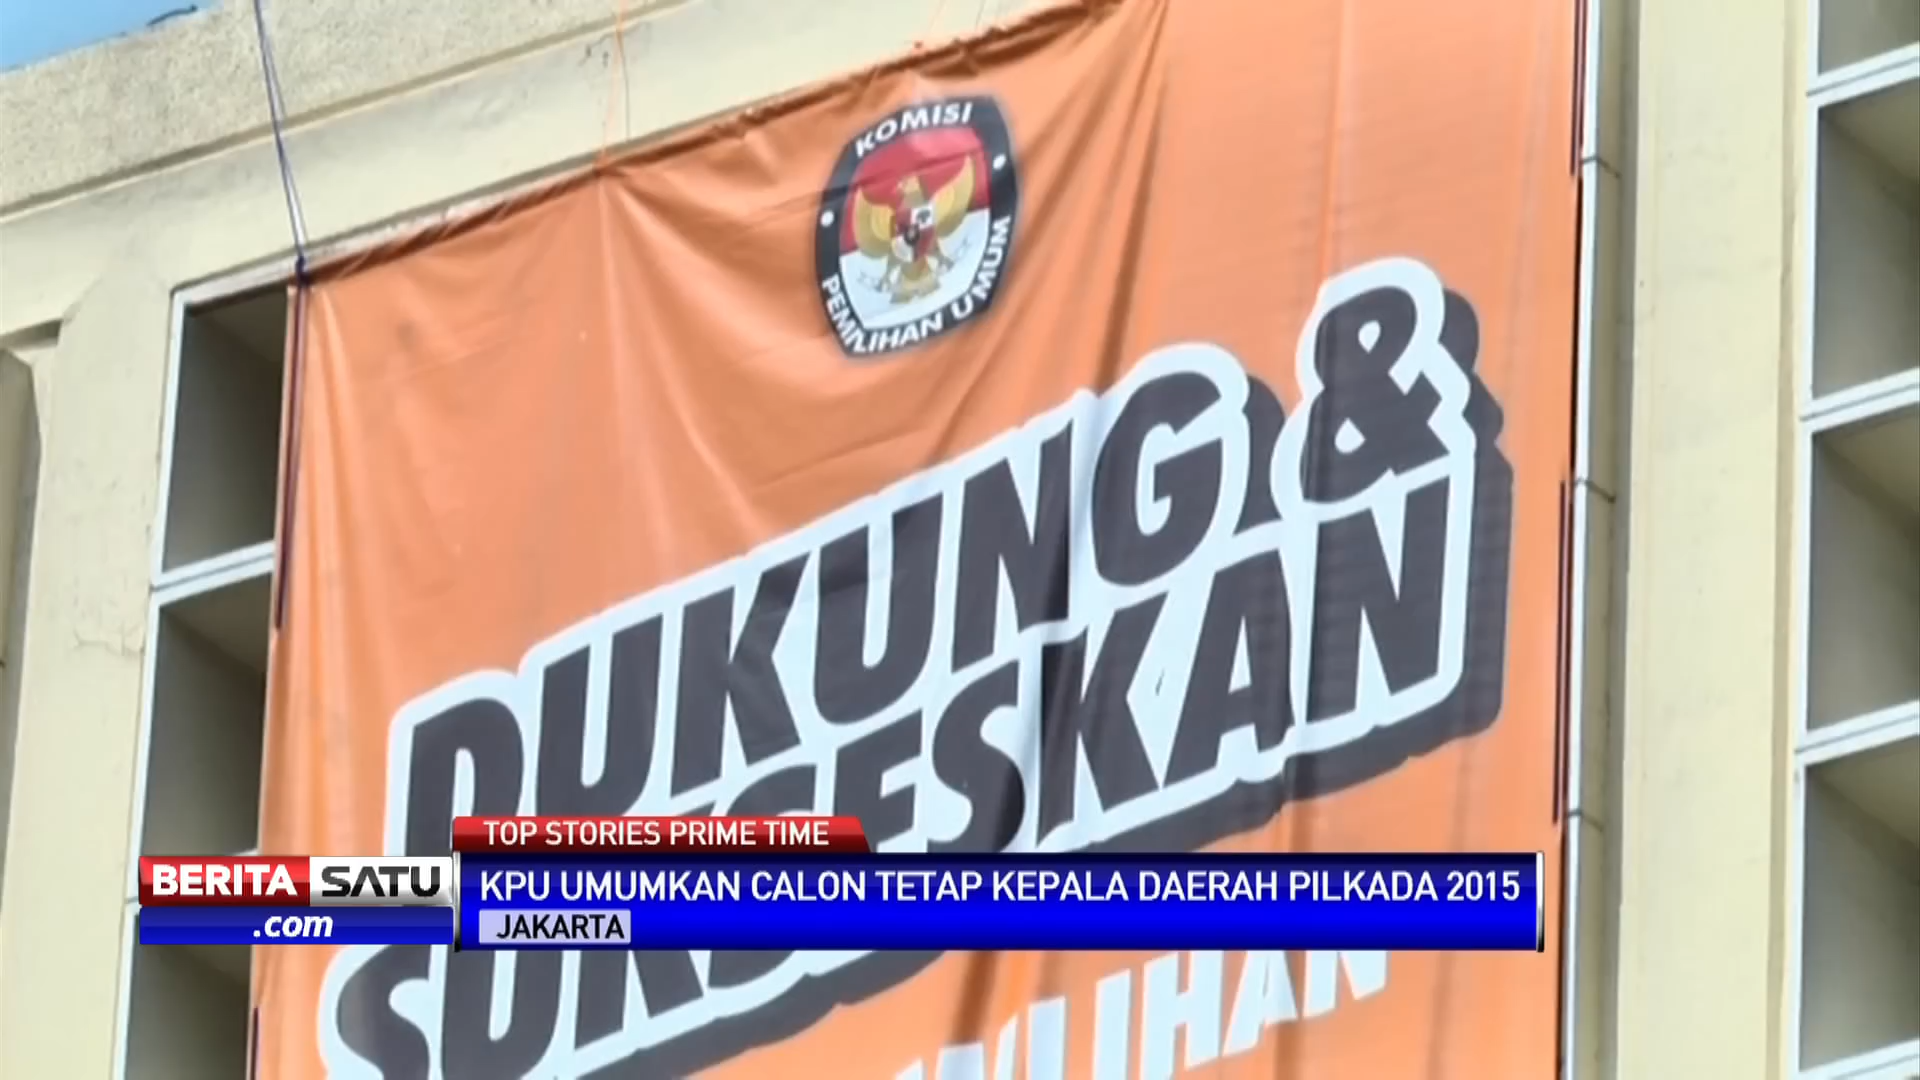 KOMISI
PEMILIHAN UMUM
DUKUNG &
SUKSESKAN
TOP STORIES PRIME TIME
BERITA SATU
.com
KPU UMUMKAN CALON TETAP KEPALA DAERAH PILKADA 2015
JAKARTA